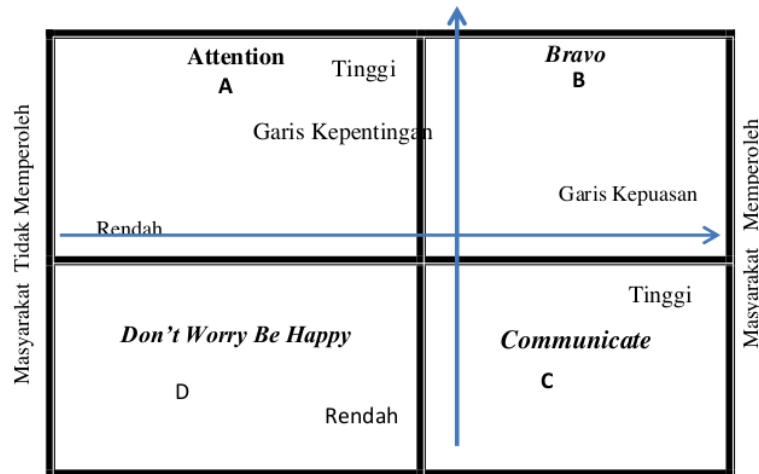 Attention
A
Tinggi
Bravo
B
Garis Kepentingan
Garis Kepuasan
Rendah
Masyarakat Tidak Memperoleh
Masyarakat Memperoleh
Tinggi
Don't Worry Be Happy
Communicate
D
C
Rendah